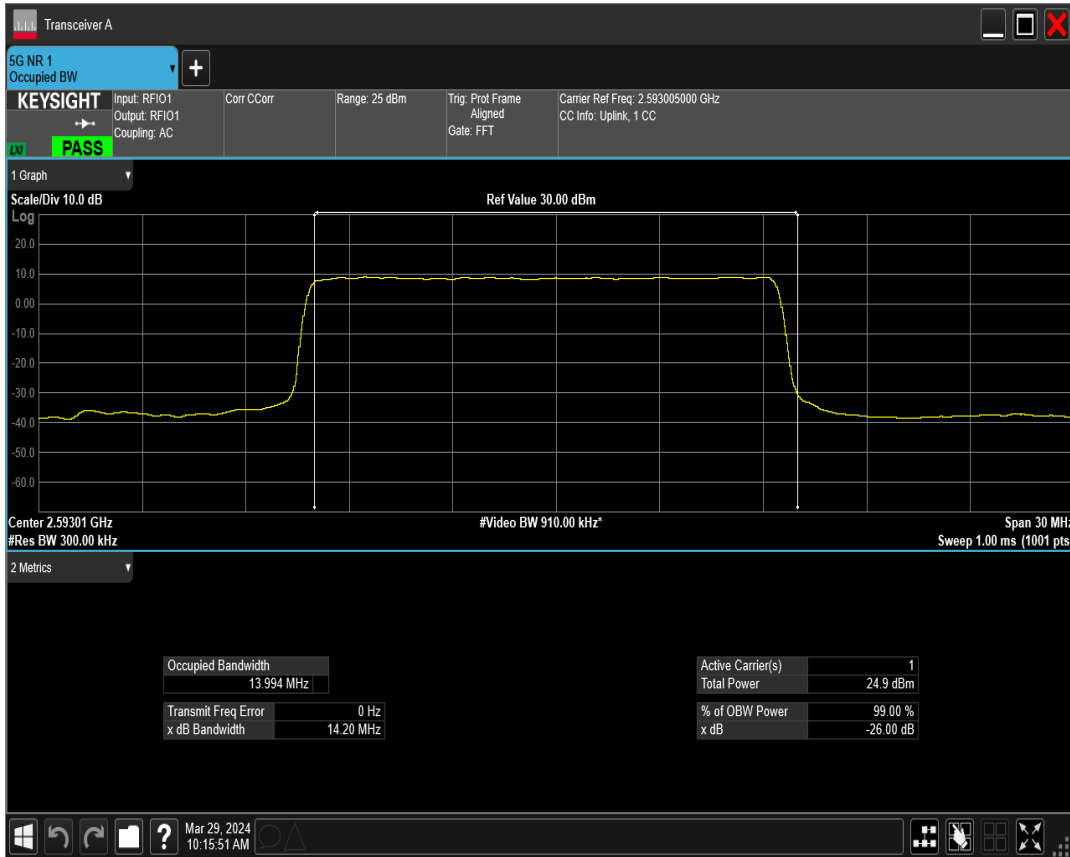 Transceiver A
5G NR 1
Occupied BW
+
KEYSIGHT
LXI
PASS
Input: RFIO1
Output: RFIO1
Coupling: AC
Corr CCorr
Range: 25 dBm
Trig: Prot Frame
Aligned
Gate: FFT
Carrier Ref Freq: 2.593005000 GHz
CC Info: Uplink, 1 CC
1 Graph
Scale/Div 10.0 dB
Ref Value 30.00 dBm
Log
20.0
10.0
0.00
-10.0
-20.0
-30.0
-40.0
-50.0
-60.0
Center 2.59301 GHz
#Video BW 910.00 kHz*
Span 30 MHz
#Res BW 300.00 kHz
Sweep 1.00 ms (1001 pts
2 Metrics
Occupied Bandwidth
13.994 MHz
Transmit Freq Error 0 Hz
x dB Bandwidth 14.20 MHz
Active Carrier(s) 1
Total Power 24.9 dBm
% of OBW Power 99.00 %
x dB -26.00 dB
?
Mar 29, 2024
10:15:51 AM